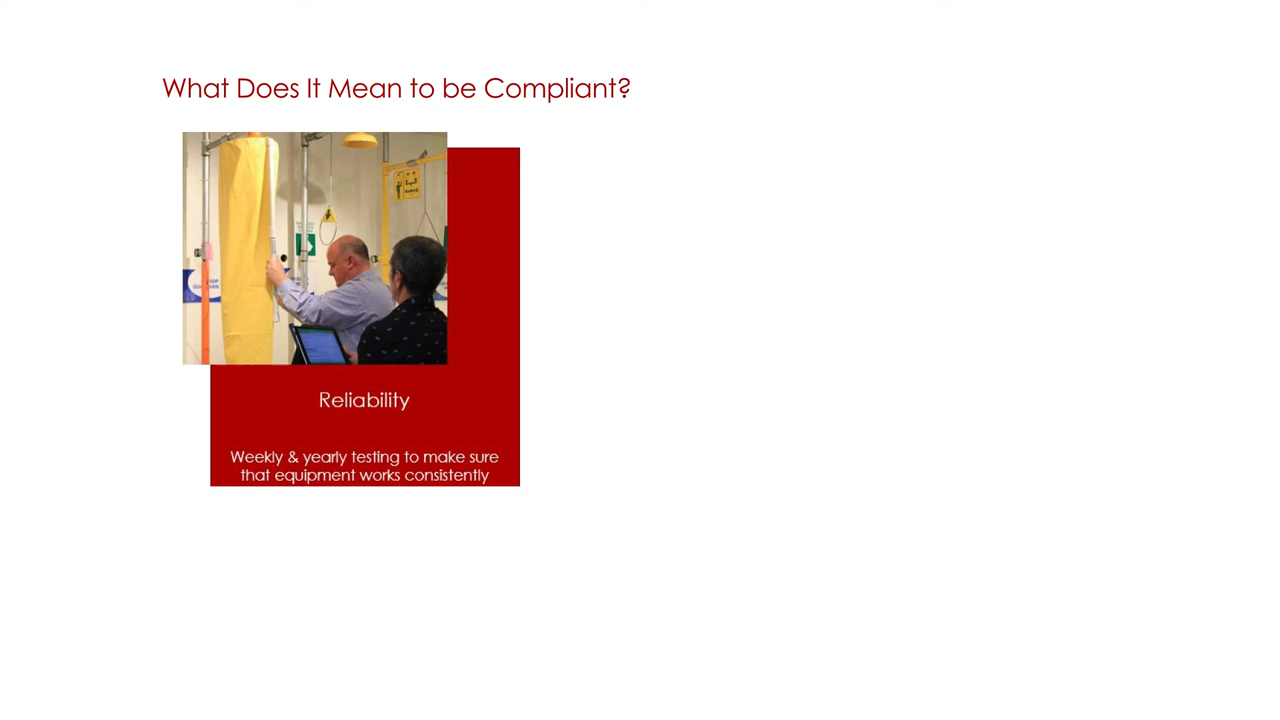 What Does It Mean to be Compliant?
Reliability
Weekly & yearly testing to make sure
that equipment works consistently